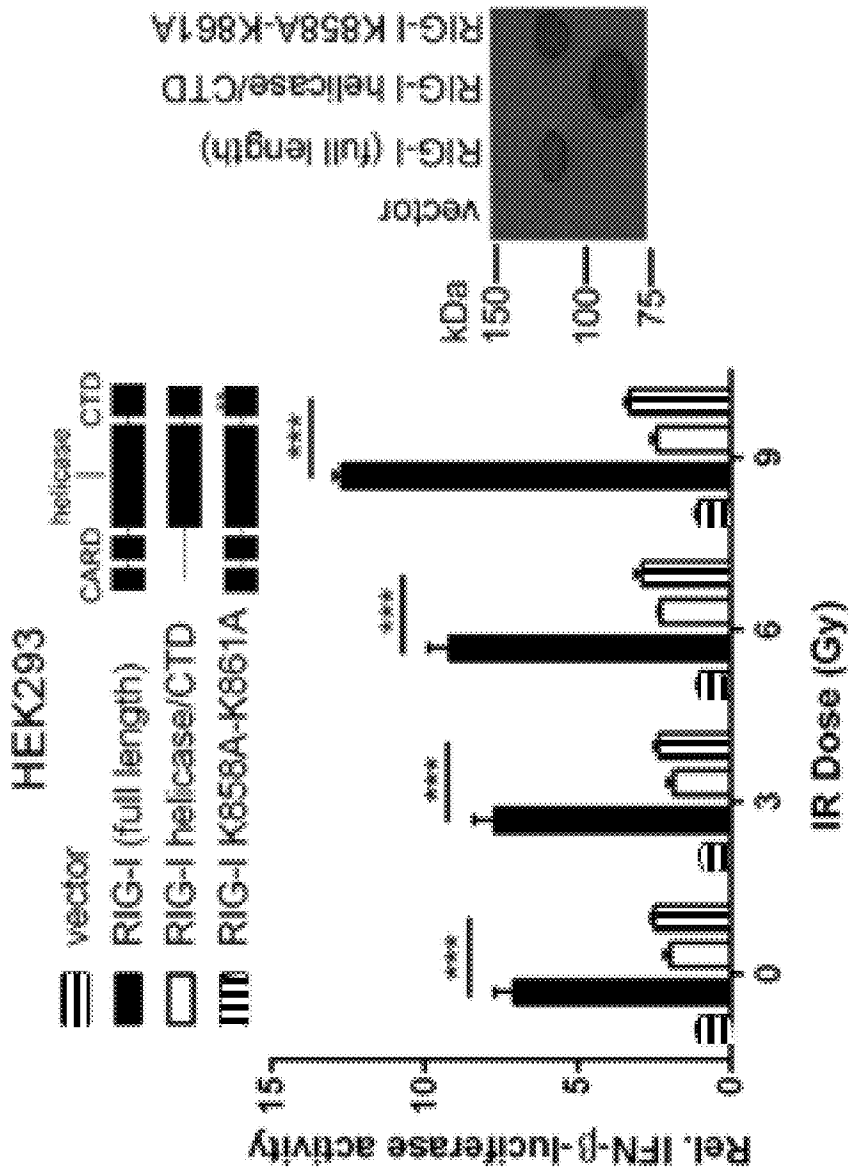 HEK293
vector
RIG-I (full length)
RIG-I helicase/CTD
RIG-I K858A-K861A
helicase
CARD
CTD
Rel. IFN-β-luciferase activity
15
10
5
0
***
***
***
***
0
3
6
9
IR Dose (Gy)
kDa
150
100
75
vector
RIG-I (full length)
RIG-I helicase/CTD
RIG-I K858A-K861A